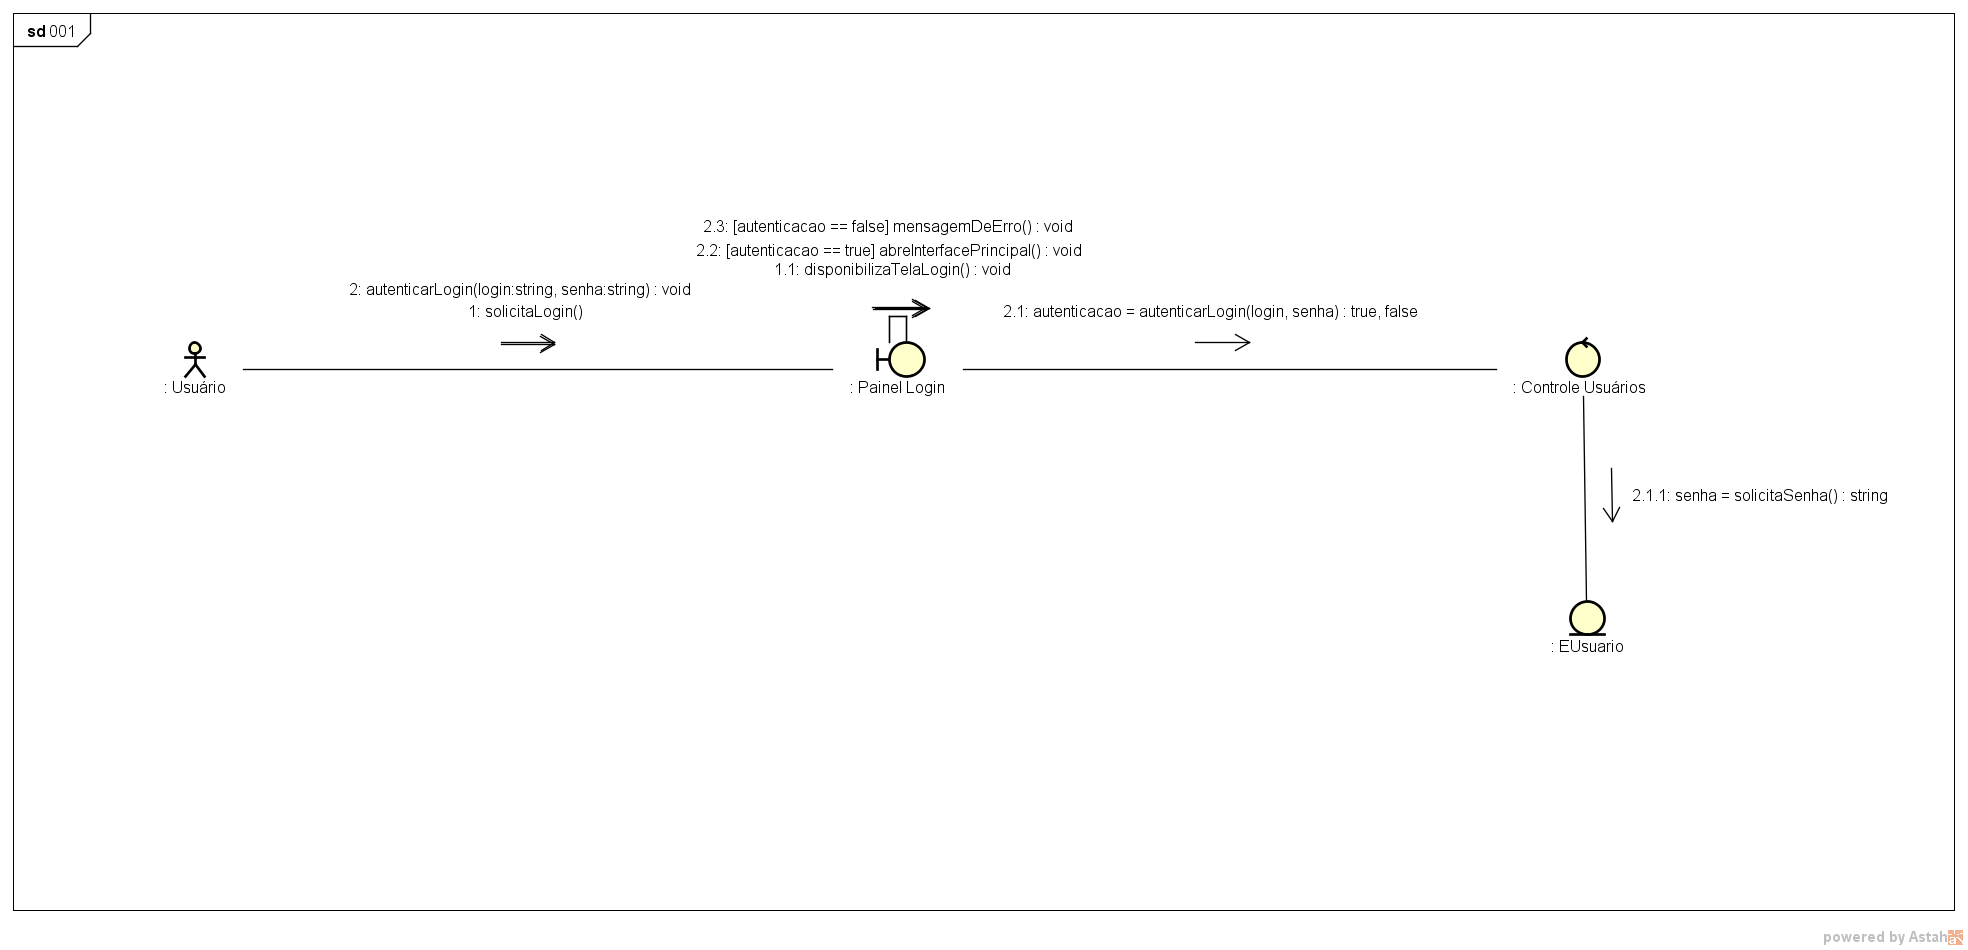 sd 001
2.3: [autenticacao == false] mensagemDeErro() : void
2.2: [autenticacao == true] abreInterfacePrincipal() : void
1.1: disponibilizaTelaLogin() : void
2: autenticarLogin(login:string, senha:string) : void
1: solicitaLogin()
2.1: autenticacao = autenticarLogin(login, senha) : true, false
: Usuário
: Painel Login
: Controle Usuários
2.1.1: senha = solicitaSenha() : string
: EUsuario
powered by Astah